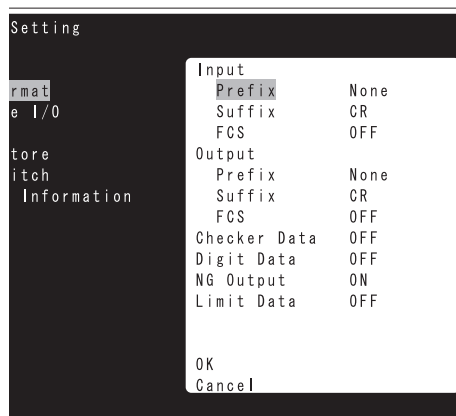 Setting
rmat
e I/O
tore
itch
Information
Input
Prefix None
Suffix CR
FCS OFF
Output
Prefix None
Suffix CR
FCS OFF
Checker Data OFF
Digit Data OFF
NG Output ON
Limit Data OFF
OK
Cancel